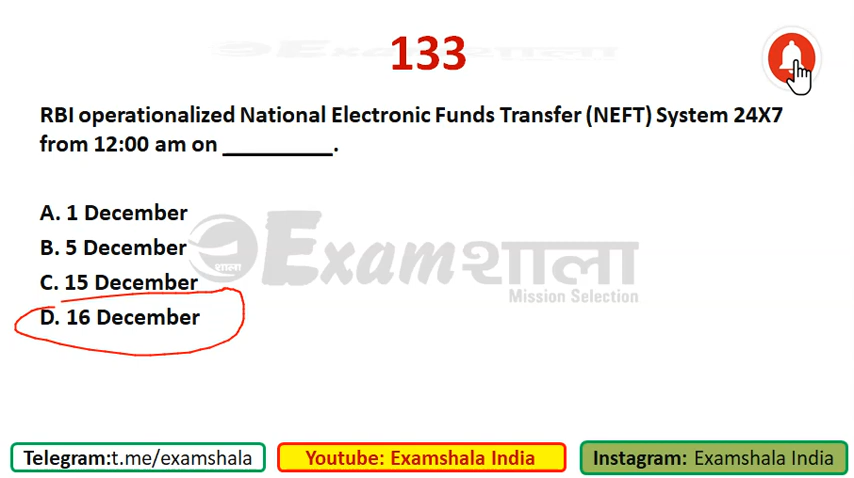 133
RBI operationalized National Electronic Funds Transfer (NEFT) System 24X7
from 12:00 am on __________.
A. 1 December
B. 5 December
C. 15 December
D. 16 December
Examशाला
शाला
Mission Selection
Telegram:t.me/examshala
Youtube: Examshala India
Instagram: Examshala India